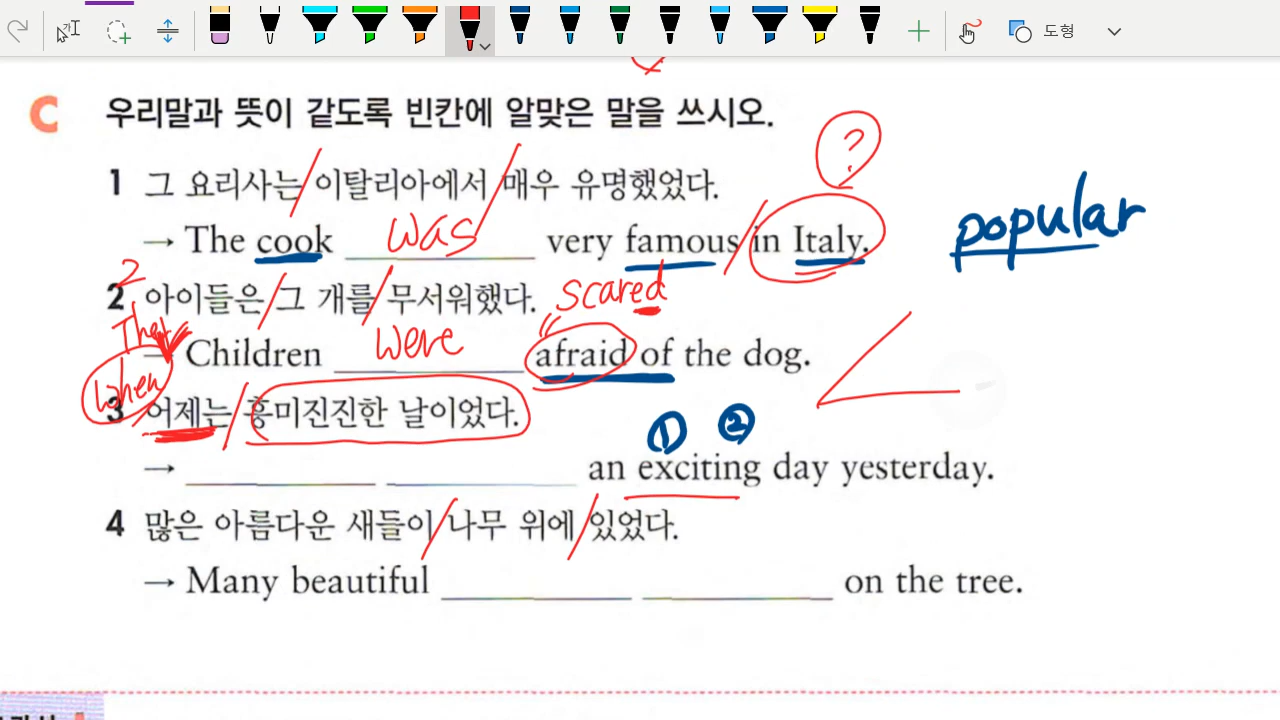 도형
C 우리말과 뜻이 같도록 빈칸에 알맞은 말을 쓰시오.
?
1 그 요리사는/이탈리아에서/매우 유명했었다.
→ The cook was very famous/in Italy.
popular
2
2 아이들은/그 개를/무서워했다.
scared
→ Children were afraid of the dog.
When
3 어제는/흥미진진한 날이었다.
① ②
→ ________ ________ an exciting day yesterday.
4 많은 아름다운 새들이/나무 위에/있었다.
→ Many beautiful ________ ________ on the tree.